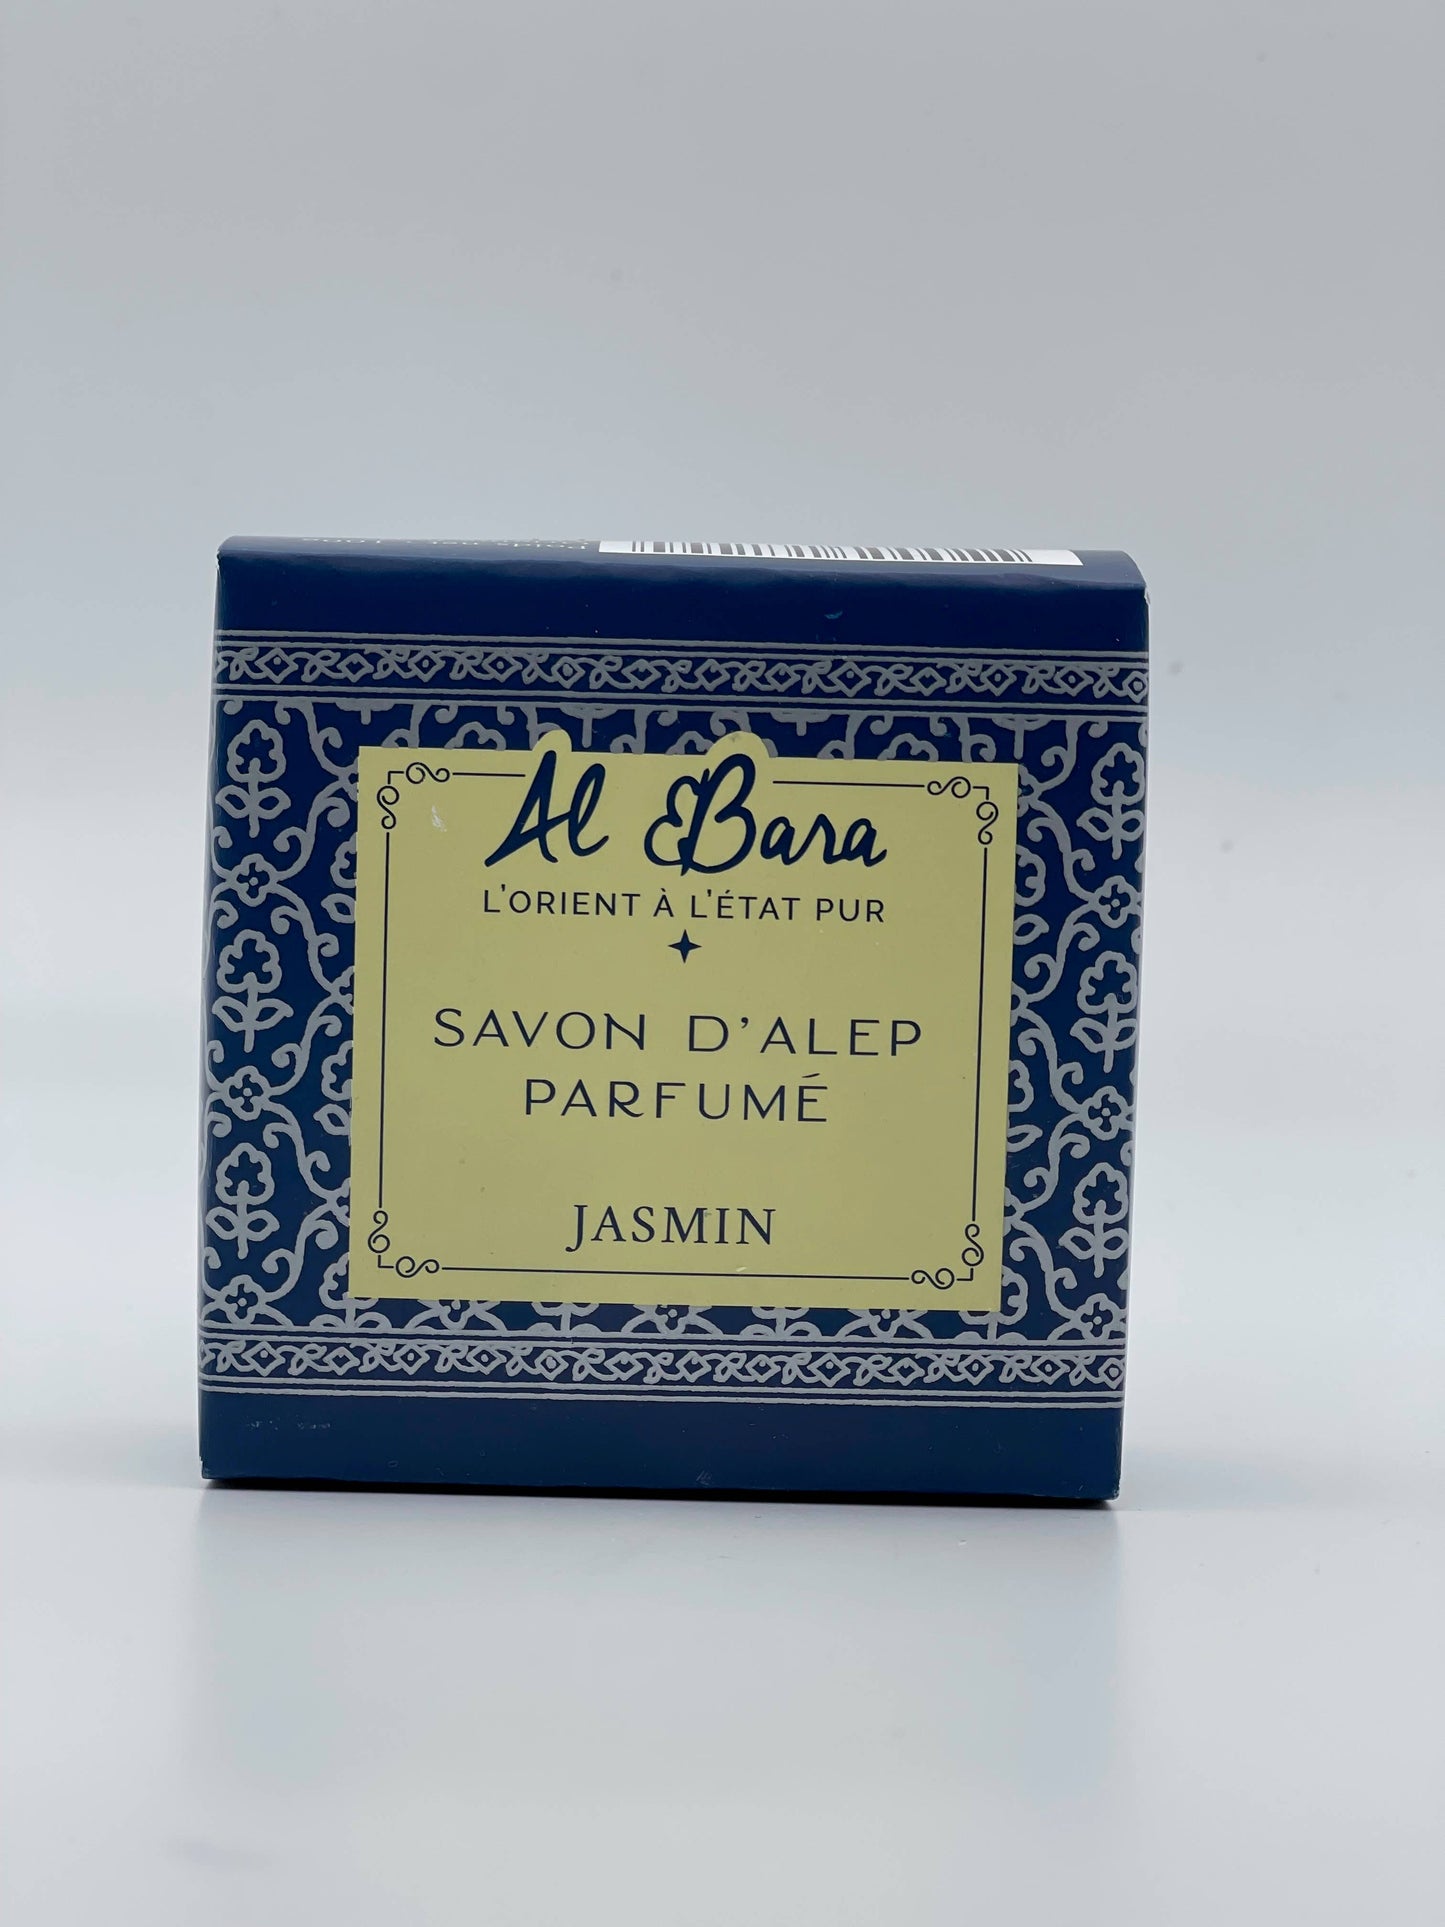 Al Bara
L'ORIENT À L'ÉTAT PUR
SAVON D'ALEP
PARFUMÉ
JASMIN